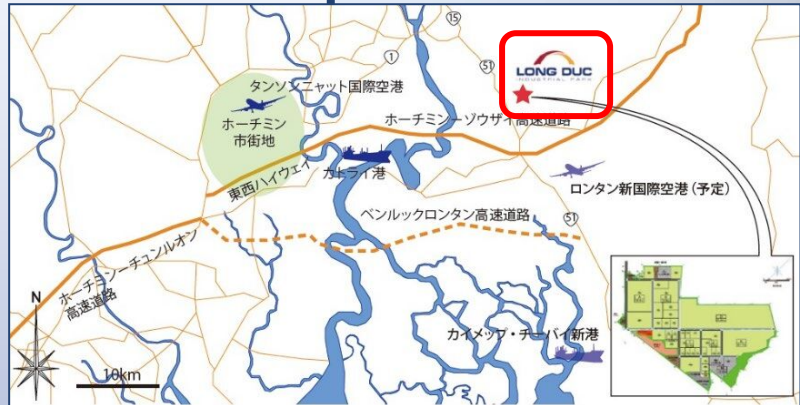 15
1
51
LONG DUC
INDUSTRIAL PARK
タンソンニャット国際空港
ホーチミン
市街地
ホーチミンーゾウザイ高速道路
東西ハイウェイ
カトライ港
ロンタン新国際空港(予定)
ベンルックロンタン高速道路
51
ホーチミンーチュンルオン
高速道路
N
カイメップ・チーバイ新港
10km